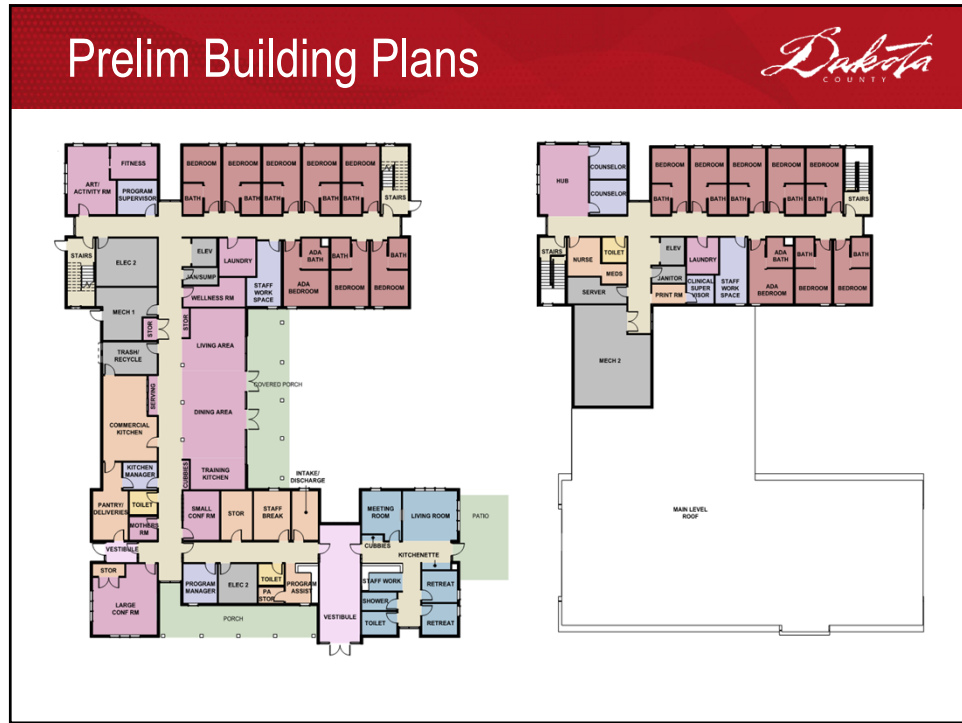 Prelim Building Plans
Dakota
COUNTY
FITNESS
ART/
ACTIVITY RM
PROGRAM
SUPERVISOR
BEDROOM
BEDROOM
BEDROOM
BEDROOM
BEDROOM
BATH
BATH
BATH
BATH
BATH
STAIRS
STAIRS
ELEC 2
ELEV
LAUNDRY
JAN/SUMP
STAFF
WORK
SPACE
ADA
BATH
BATH
BATH
ADA
BEDROOM
BEDROOM
BEDROOM
WELLNESS RM
MECH 1
STOR
STOR
LIVING AREA
TRASH/
RECYCLE
COVERED PORCH
SERVING
DINING AREA
COMMERCIAL
KITCHEN
KITCHEN
MANAGER
CUBBIES
TRAINING
KITCHEN
INTAKE/
DISCHARGE
PANTRY/
DELIVERIES
TOILET
MOTHERS
RM
SMALL
CONF RM
STOR
STAFF
BREAK
MEETING
ROOM
LIVING ROOM
PATIO
VESTIBULE
CUBBIES
KITCHENETTE
STOR
LARGE
CONF RM
PROGRAM
MANAGER
ELEC 2
TOILET
PA
STOR
PROGRAM
ASSIST
STAFF WORK
RETREAT
SHOWER
TOILET
RETREAT
VESTIBULE
PORCH
HUB
COUNSELOR
COUNSELOR
BEDROOM
BEDROOM
BEDROOM
BEDROOM
BEDROOM
BATH
BATH
BATH
BATH
BATH
STAIRS
STAIRS
NURSE
TOILET
MEDS
ELEV
LAUNDRY
JANITOR
SERVER
PRINT RM
CLINICAL
SUPER
VISOR
STAFF
WORK
SPACE
ADA
BATH
BATH
BATH
ADA
BEDROOM
BEDROOM
BEDROOM
MECH 2
MAIN LEVEL
ROOF